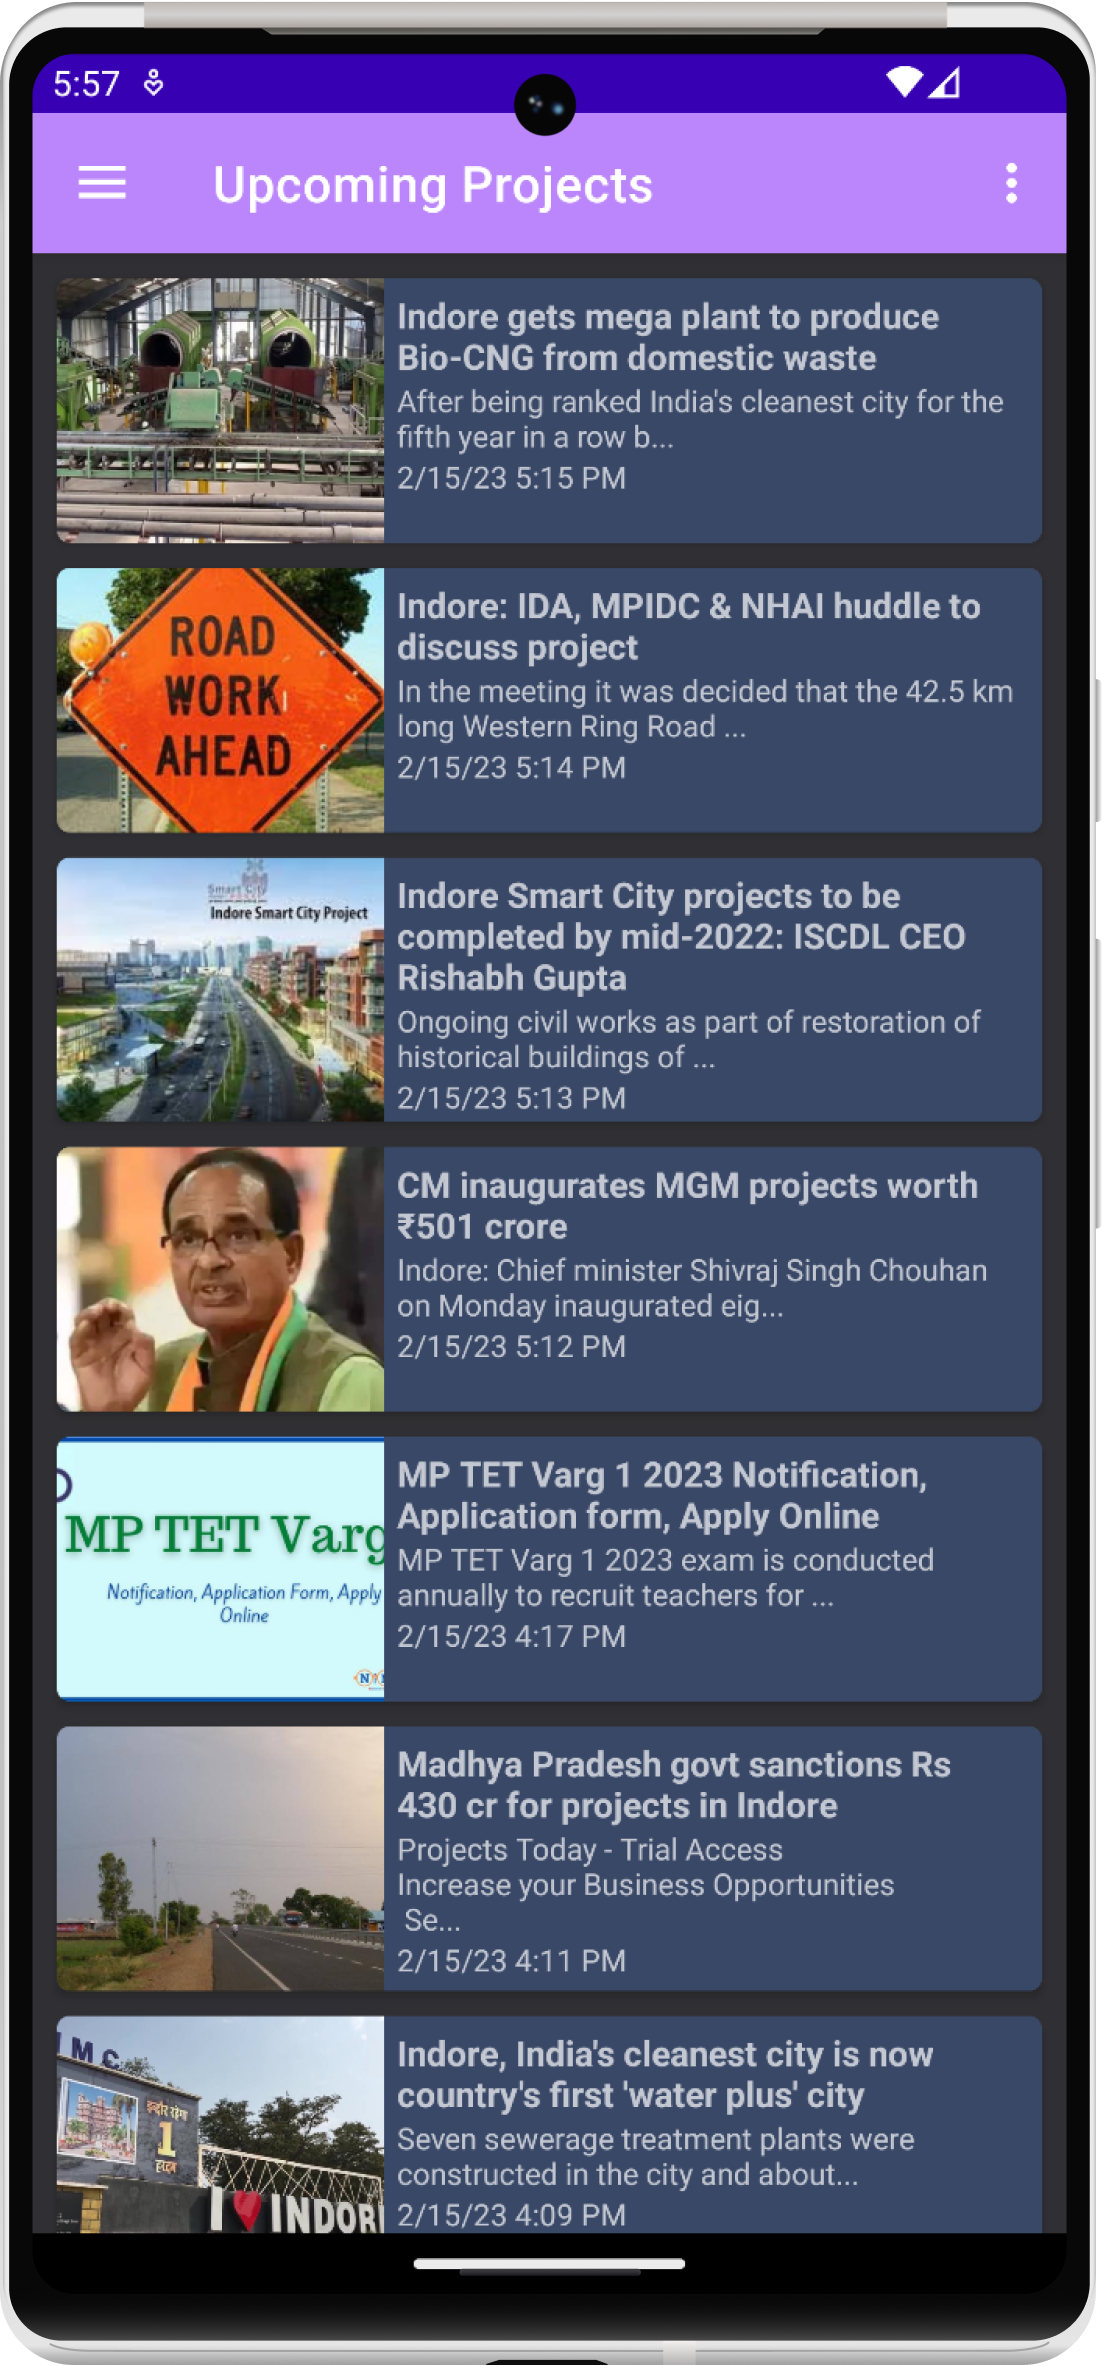 5:57
Upcoming Projects
Indore gets mega plant to produce
Bio-CNG from domestic waste
After being ranked India's cleanest city for the
fifth year in a row b...
2/15/23 5:15 PM
ROAD
WORK
AHEAD
Indore: IDA, MPIDC & NHAI huddle to
discuss project
In the meeting it was decided that the 42.5 km
long Western Ring Road ...
2/15/23 5:14 PM
Smart City
Indore Smart City Project
Indore Smart City projects to be
completed by mid-2022: ISCDL CEO
Rishabh Gupta
Ongoing civil works as part of restoration of
historical buildings of ...
2/15/23 5:13 PM
CM inaugurates MGM projects worth
₹501 crore
Indore: Chief minister Shivraj Singh Chouhan
on Monday inaugurated eig...
2/15/23 5:12 PM
MP TET Varg
Notification, Application Form, Apply
Online
MP TET Varg 1 2023 Notification,
Application form, Apply Online
MP TET Varg 1 2023 exam is conducted
annually to recruit teachers for ...
2/15/23 4:17 PM
Madhya Pradesh govt sanctions Rs
430 cr for projects in Indore
Projects Today - Trial Access
Increase your Business Opportunities
Se...
2/15/23 4:11 PM
IMC
इन्दौर रहेगा
1
I INDOR
Indore, India's cleanest city is now
country's first 'water plus' city
Seven sewerage treatment plants were
constructed in the city and about...
2/15/23 4:09 PM